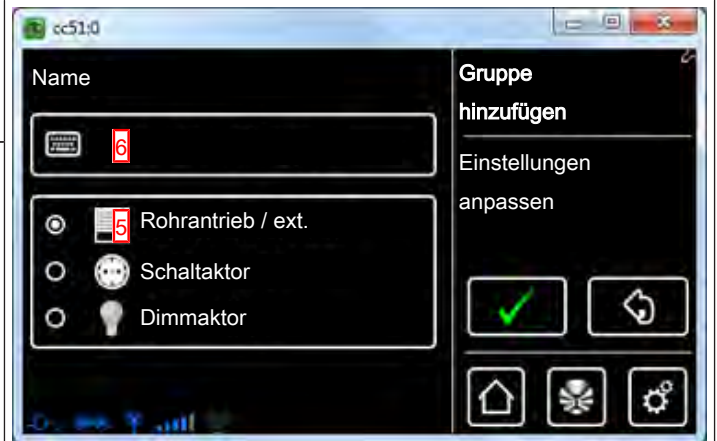 cc51:0
Name
6
5 Rohrantrieb / ext.
Schaltaktor
Dimmaktor
Gruppe
hinzufügen
Einstellungen
anpassen